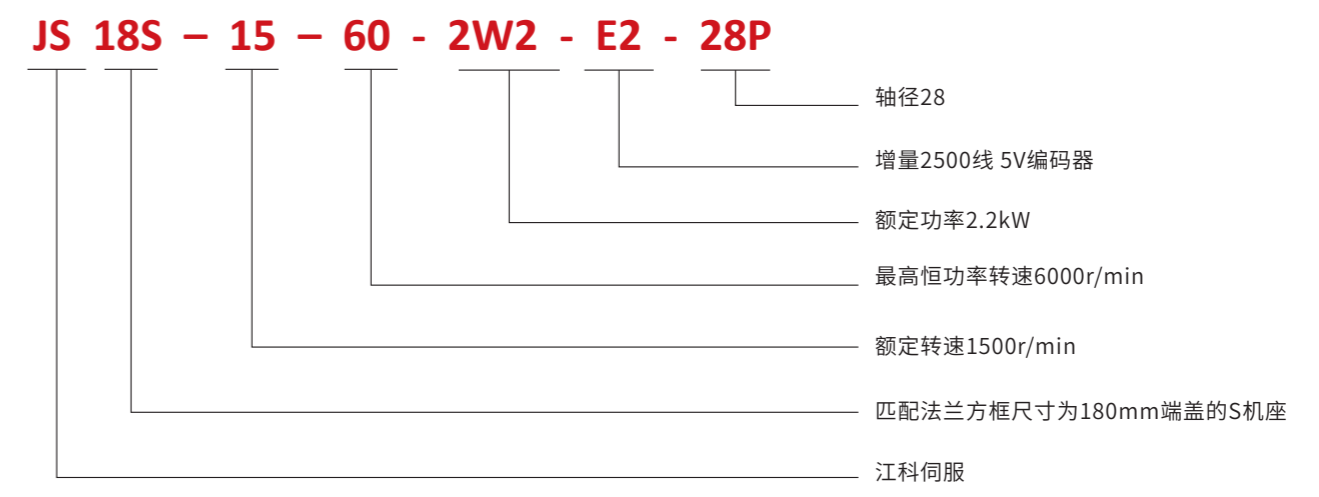 JS 18S – 15 – 60 - 2W2 - E2 - 28P
轴径28
增量2500线 5V编码器
额定功率2.2kW
最高恒功率转速6000r/min
额定转速1500r/min
匹配法兰方框尺寸为180mm端盖的S机座
江科伺服